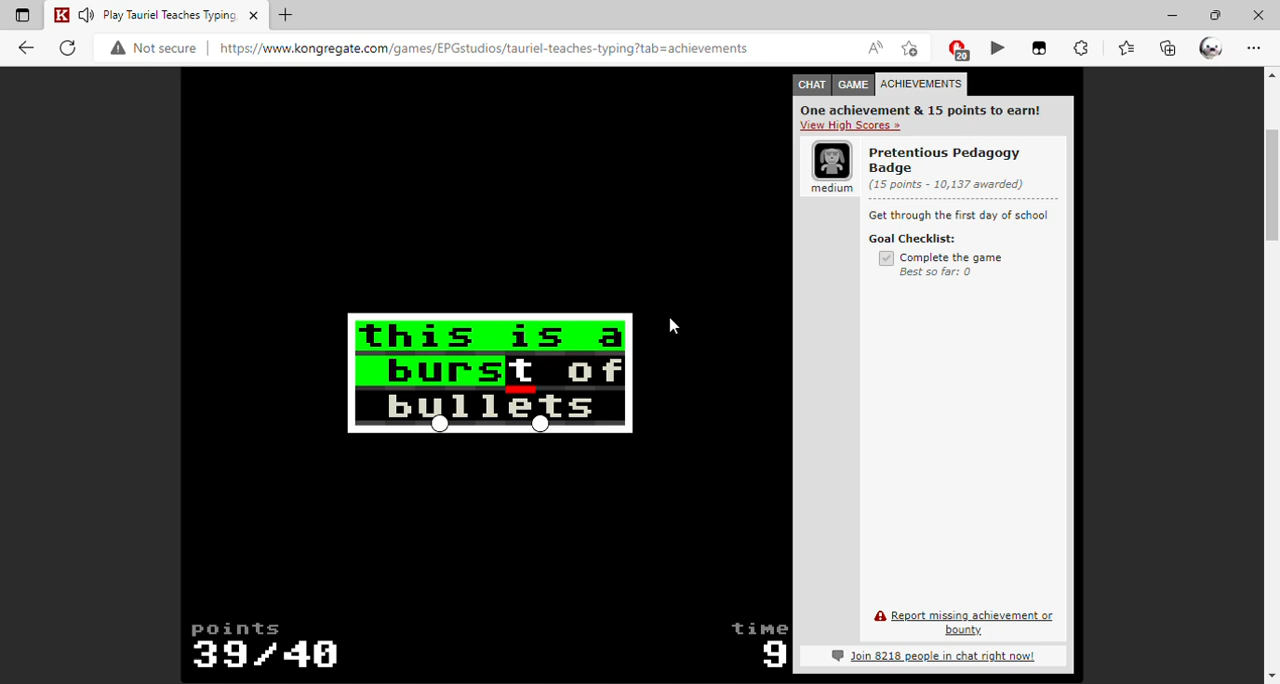 Play Tauriel Teaches Typing,
Not secure
https://www.kongregate.com/games/EPGstudios/tauriel-teaches-typing?tab=achievements
20
CHAT GAME ACHIEVEMENTS
One achievement & 15 points to earn!
View High Scores »
medium
Pretentious Pedagogy
Badge
(15 points - 10,137 awarded)
Get through the first day of school
Goal Checklist:
Complete the game
Best so far: 0
this is a
burst of
bullets
points
39/40
time
9
Report missing achievement or
bounty
Join 8218 people in chat right now!